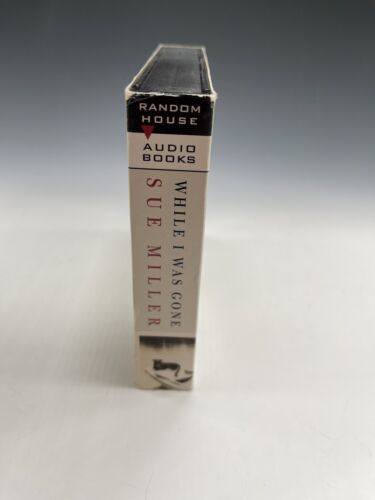 RANDOM
HOUSE
AUDIO
BOOKS
WHILE I WAS GONE
SUE MILLER